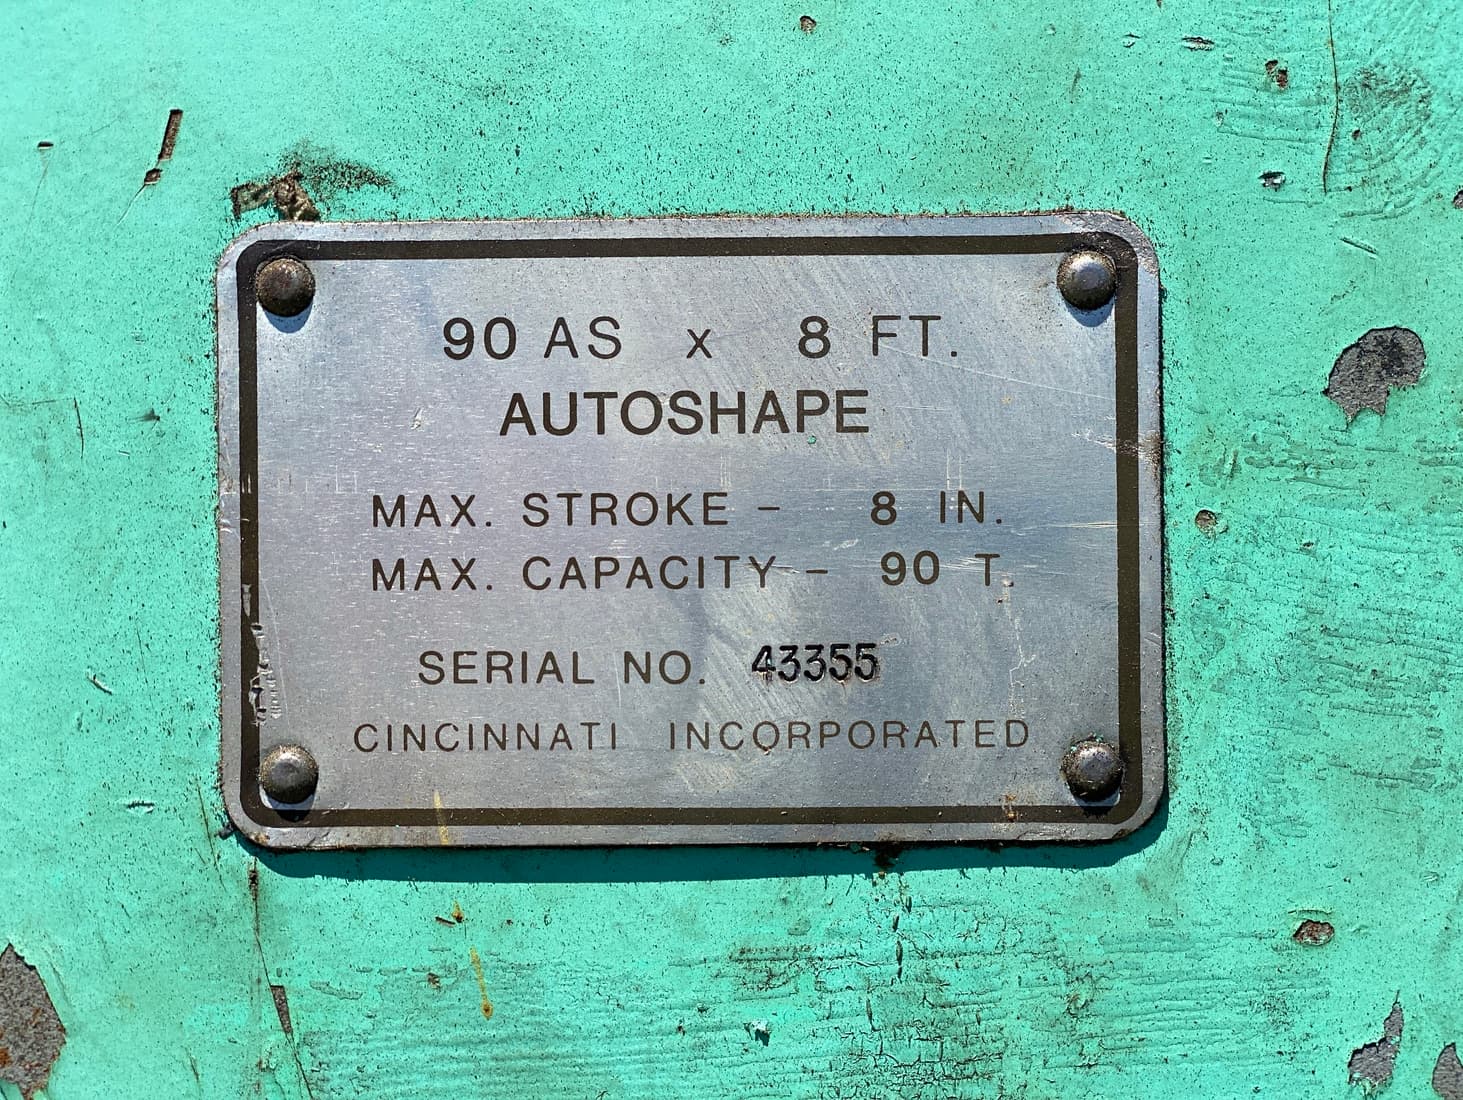 90 AS x 8 FT.
AUTOSHAPE
MAX. STROKE - 8 IN.
MAX. CAPACITY - 90 T.
SERIAL NO. 43355
CINCINNATI INCORPORATED